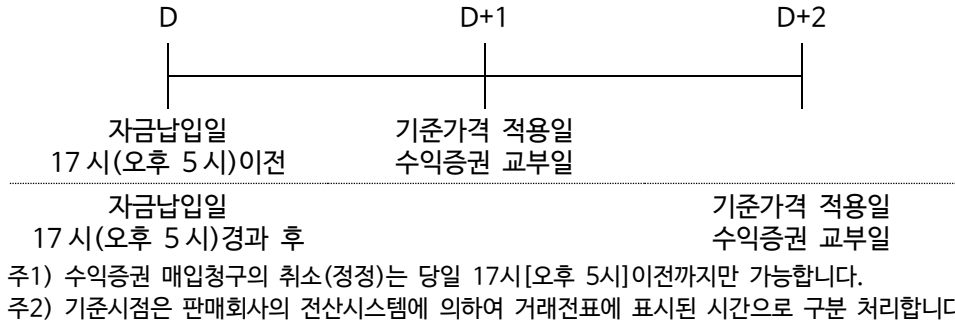 D D+1 D+2
자금납입일 기준가격 적용일
17 시(오후 5 시)이전 수익증권 교부일
자금납입일 기준가격 적용일
17 시(오후 5 시)경과 후 수익증권 교부일
주1) 수익증권 매입청구의 취소(정정)는 당일 17시[오후 5시]이전까지만 가능합니다.
주2) 기준시점은 판매회사의 전산시스템에 의하여 거래전표에 표시된 시간으로 구분 처리합니다